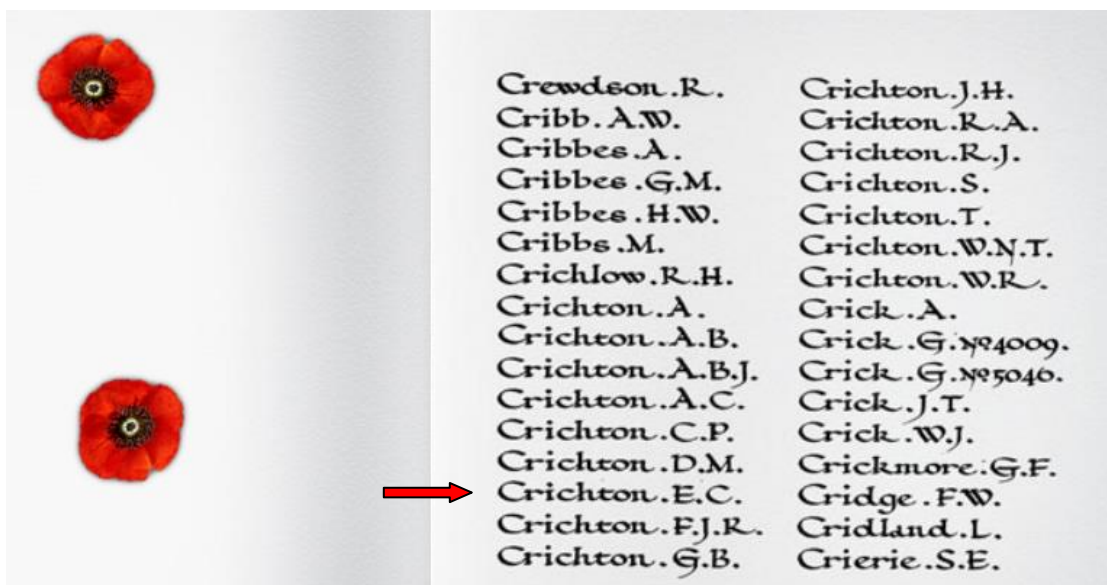 Crewdson.R.
Cribb.A.W.
Cribbes.A.
Cribbes.G.M.
Cribbes.H.W.
Cribbs.M.
Crichlow.R.H.
Crichton.A.
Crichton.A.B.
Crichton.A.B.J.
Crichton.A.C.
Crichton.C.P.
Crichton.D.M.
Crichton.E.C.
Crichton.F.J.R.
Crichton.G.B.
Crichton.J.H.
Crichton.R.A.
Crichton.R.J.
Crichton.S.
Crichton.T.
Crichton.W.N.T.
Crichton.W.R.
Crick.A.
Crick.G.Nº4009.
Crick.G.Nº5046.
Crick.J.T.
Crick.W.J.
Crickmore.G.F.
Cridge.F.W.
Cridland.L.
Crierie.S.E.